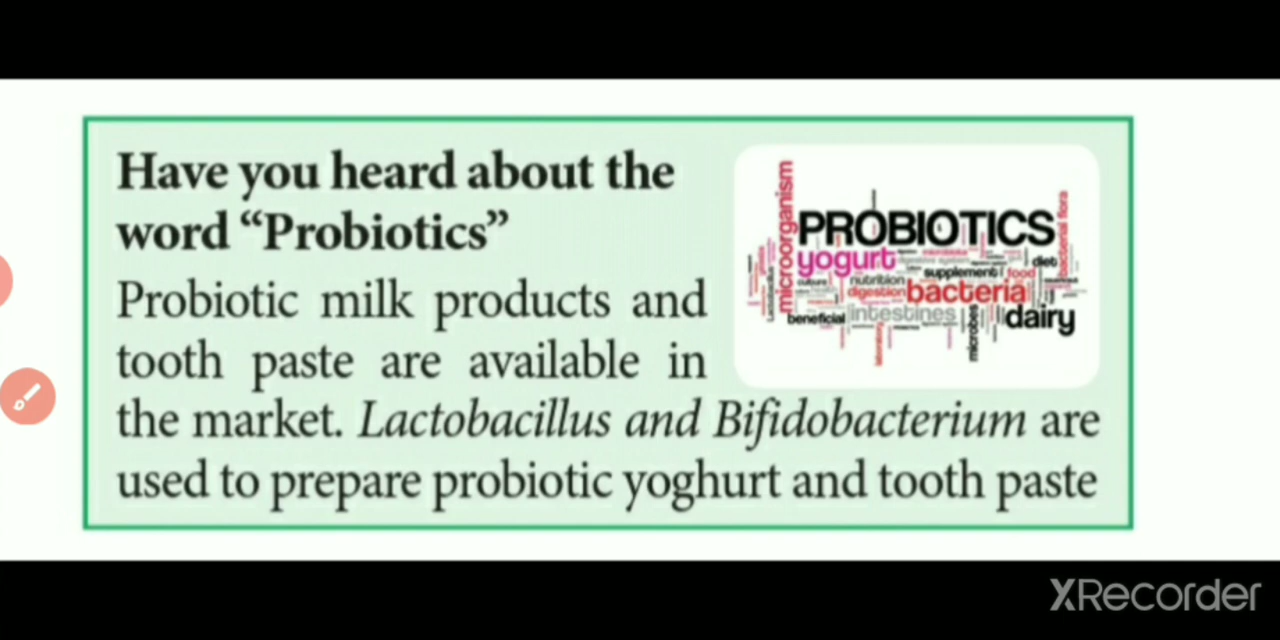 Have you heard about the
word “Probiotics”
Probiotic milk products and
tooth paste are available in
the market. Lactobacillus and Bifidobacterium are
used to prepare probiotic yoghurt and tooth paste
microorganism
PROBIOTICS
bacterial flora
yogurt
diet
supplement
food
nutrition
digestion
bacteria
beneficial
intestines
microbes
dairy
XRecorder